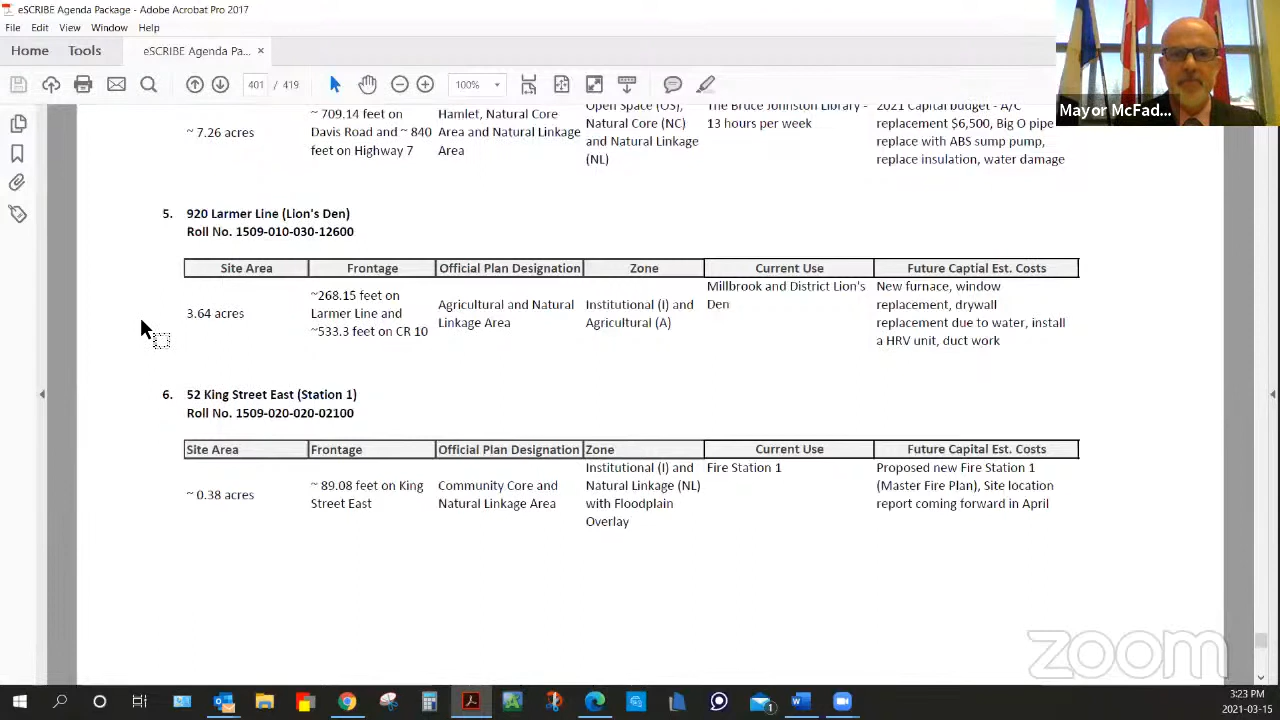 eSCRIBE Agenda Package - Adobe Acrobat Pro 2017
File Edit View Window Help
Home Tools eSCRIBE Agenda Pa... ×
401 / 419 100%
Mayor McFad...
~ 7.26 acres
~ 709.14 feet on
Davis Road and ~ 840
feet on Highway 7
Hamlet, Natural Core
Area and Natural Linkage
Area
Open Space (OS),
Natural Core (NC)
and Natural Linkage
(NL)
The Bruce Johnston Library -
13 hours per week
2021 Capital budget - A/C
replacement $6,500, Big O pipe
replace with ABS sump pump,
replace insulation, water damage
5. 920 Larmer Line (Lion's Den)
Roll No. 1509-010-030-12600
Site Area Frontage Official Plan Designation Zone Current Use Future Captial Est. Costs
3.64 acres
~268.15 feet on
Larmer Line and
~533.3 feet on CR 10
Agricultural and Natural
Linkage Area
Institutional (I) and
Agricultural (A)
Millbrook and District Lion's
Den
New furnace, window
replacement, drywall
replacement due to water, install
a HRV unit, duct work
6. 52 King Street East (Station 1)
Roll No. 1509-020-020-02100
Site Area Frontage Official Plan Designation Zone Current Use Future Capital Est. Costs
~ 0.38 acres
~ 89.08 feet on King
Street East
Community Core and
Natural Linkage Area
Institutional (I) and
Natural Linkage (NL)
with Floodplain
Overlay
Fire Station 1
Proposed new Fire Station 1
(Master Fire Plan), Site location
report coming forward in April
zoom
3:23 PM
2021-03-15